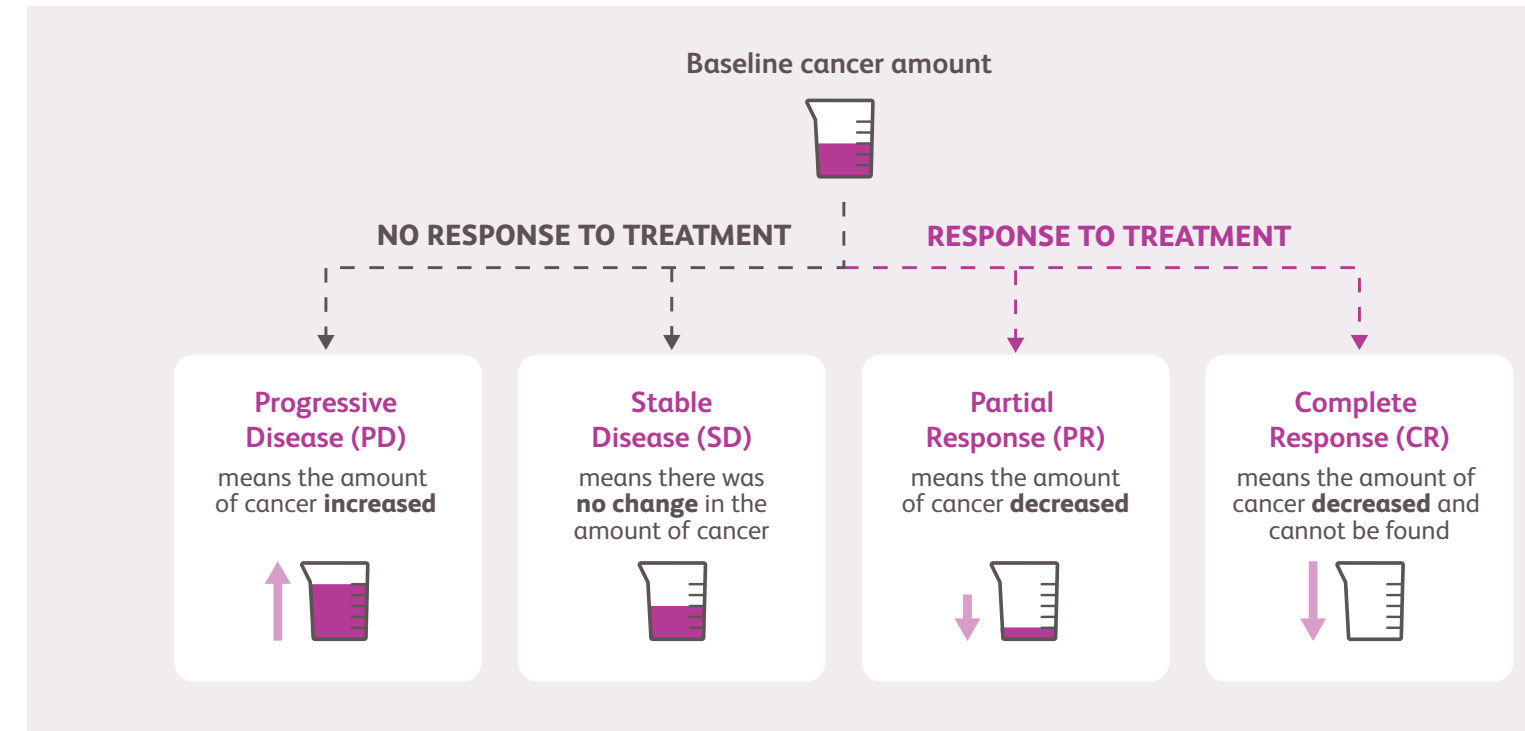 Baseline cancer amount
NO RESPONSE TO TREATMENT
RESPONSE TO TREATMENT
Progressive
Disease (PD)
means the amount
of cancer increased
Stable
Disease (SD)
means there was
no change in the
amount of cancer
Partial
Response (PR)
means the amount
of cancer decreased
Complete
Response (CR)
means the amount of
cancer decreased and
cannot be found